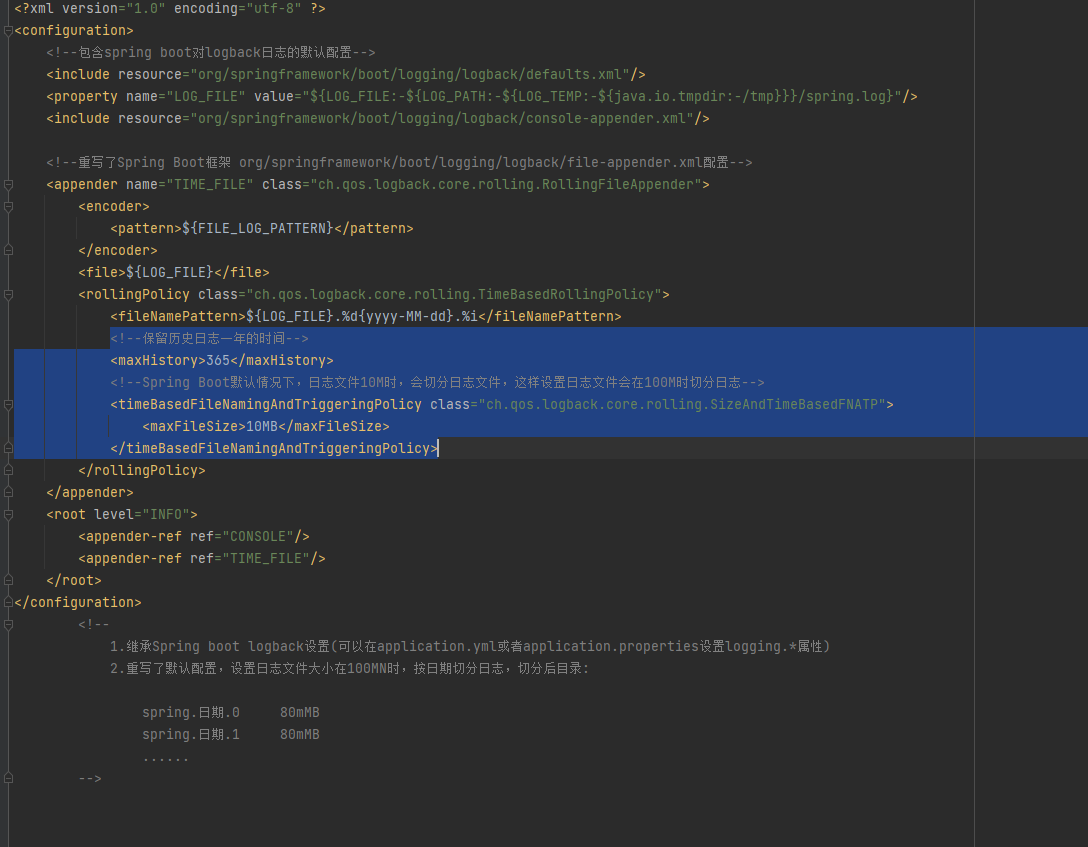 <?xml version="1.0" encoding="utf-8" ?>
<configuration>
    <!--包含spring boot对logback日志的默认配置-->
    <include resource="org/springframework/boot/logging/logback/defaults.xml"/>
    <property name="LOG_FILE" value="${LOG_FILE:-${LOG_PATH:-${LOG_TEMP:-${java.io.tmpdir:-/tmp}}}/spring.log}"/>
    <include resource="org/springframework/boot/logging/logback/console-appender.xml"/>

    <!--重写了Spring Boot框架 org/springframework/boot/logging/logback/file-appender.xml配置-->
    <appender name="TIME_FILE" class="ch.qos.logback.core.rolling.RollingFileAppender">
        <encoder>
            <pattern>${FILE_LOG_PATTERN}</pattern>
        </encoder>
        <file>${LOG_FILE}</file>
        <rollingPolicy class="ch.qos.logback.core.rolling.TimeBasedRollingPolicy">
            <fileNamePattern>${LOG_FILE}.%d{yyyy-MM-dd}.%i</fileNamePattern>
            <!--保留历史日志一年的时间-->
            <maxHistory>365</maxHistory>
            <!--Spring Boot默认情况下，日志文件10M时，会切分日志文件，这样设置日志文件会在100M时切分日志-->
            <timeBasedFileNamingAndTriggeringPolicy class="ch.qos.logback.core.rolling.SizeAndTimeBasedFNATP">
                <maxFileSize>10MB</maxFileSize>
            </timeBasedFileNamingAndTriggeringPolicy>
        </rollingPolicy>
    </appender>
    <root level="INFO">
        <appender-ref ref="CONSOLE"/>
        <appender-ref ref="TIME_FILE"/>
    </root>
</configuration>
        <!--
            1.继承Spring boot logback设置(可以在application.yml或者application.properties设置logging.*属性)
            2.重写了默认配置，设置日志文件大小在100MN时，按日期切分日志，切分后目录:

                spring.日期.0     80mMB
                spring.日期.1     80mMB
                ......
        -->